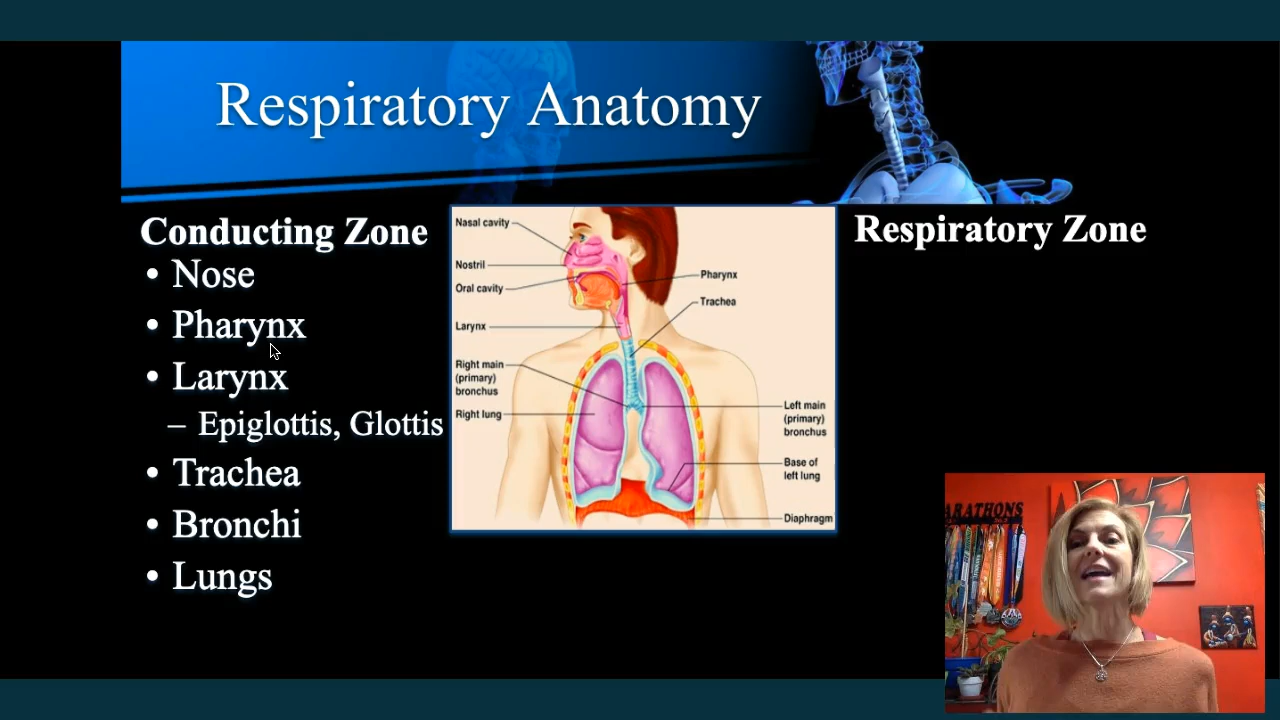 Respiratory Anatomy
Conducting Zone
• Nose
• Pharynx
• Larynx
– Epiglottis, Glottis
• Trachea
• Bronchi
• Lungs
Nasal cavity
Nostril
Oral cavity
Larynx
Right main
(primary)
bronchus
Right lung
Pharynx
Trachea
Left main
(primary)
bronchus
Base of
left lung
Diaphragm
Respiratory Zone
ARATHONS